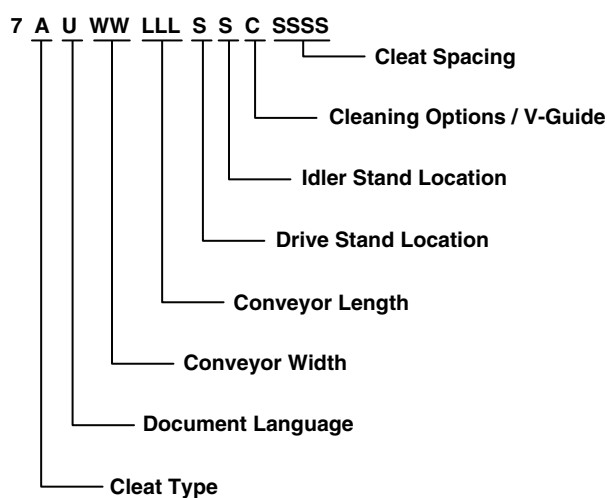 7 A U WW LLL S S C SSSS
Cleat Spacing
Cleaning Options / V-Guide
Idler Stand Location
Drive Stand Location
Conveyor Length
Conveyor Width
Document Language
Cleat Type